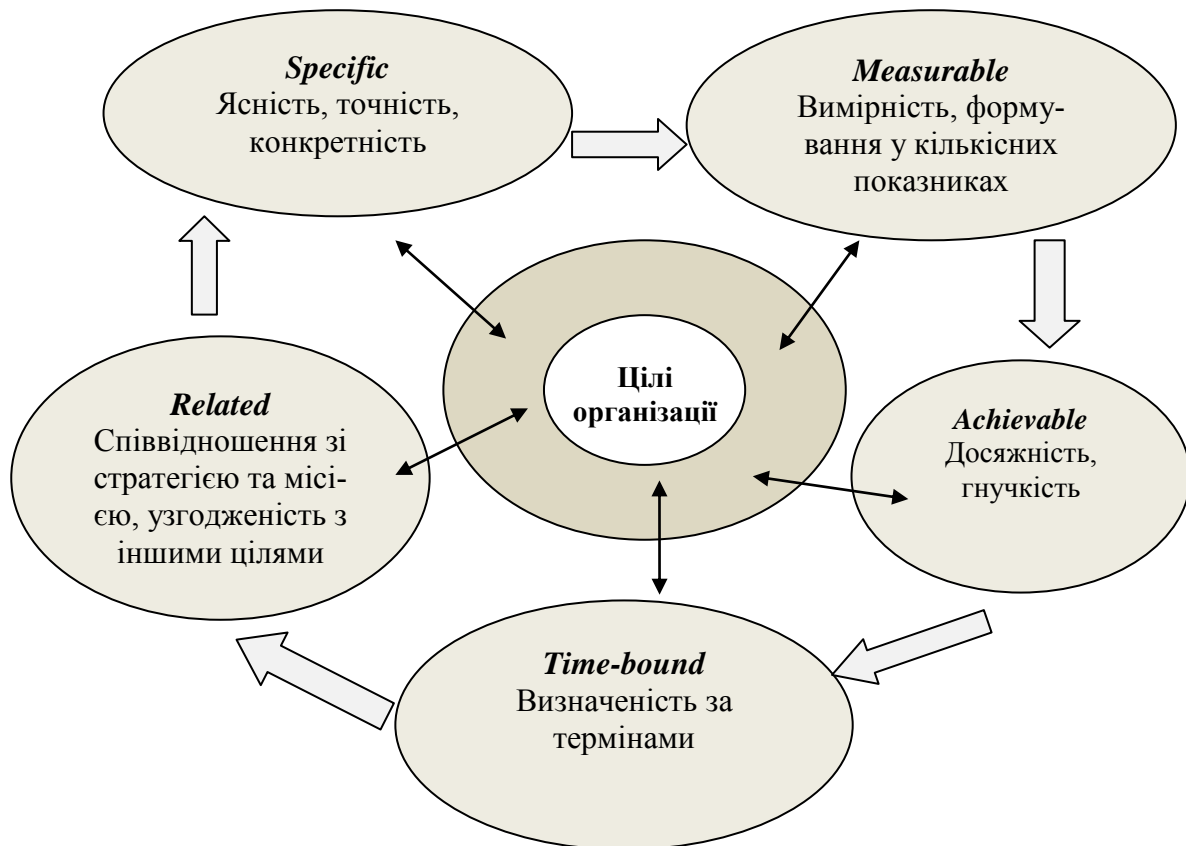 Specific
Ясність, точність,
конкретність
Measurable
Вимірність, форму-
вання у кількісних
показниках
Цілі
організації
Related
Співвідношення зі
стратегією та місі-
єю, узгодженість з
іншими цілями
Achievable
Досяжність,
гнучкість
Time-bound
Визначеність за
термінами